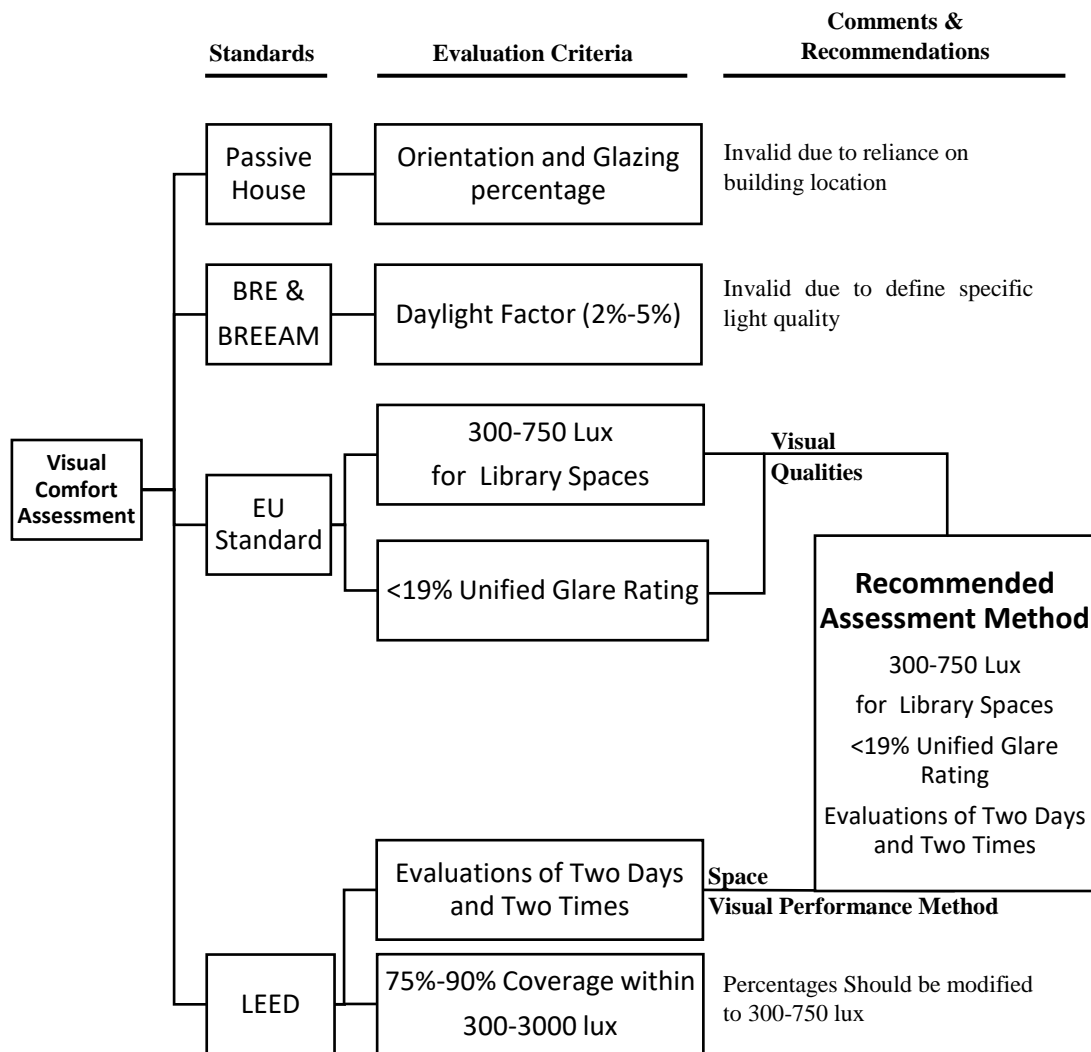 Standards
Evaluation Criteria
Comments &
Recommendations
Passive
House
Orientation and Glazing
percentage
Invalid due to reliance on
building location
BRE &
BREEAM
Daylight Factor (2%-5%)
Invalid due to define specific
light quality
Visual
Comfort
Assessment
EU
Standard
300-750 Lux
for Library Spaces
<19% Unified Glare Rating
Visual
Qualities
Recommended
Assessment Method
300-750 Lux
for Library Spaces
<19% Unified Glare
Rating
Evaluations of Two Days
and Two Times
LEED
Evaluations of Two Days
and Two Times
Space
Visual Performance Method
75%-90% Coverage within
300-3000 lux
Percentages Should be modified
to 300-750 lux